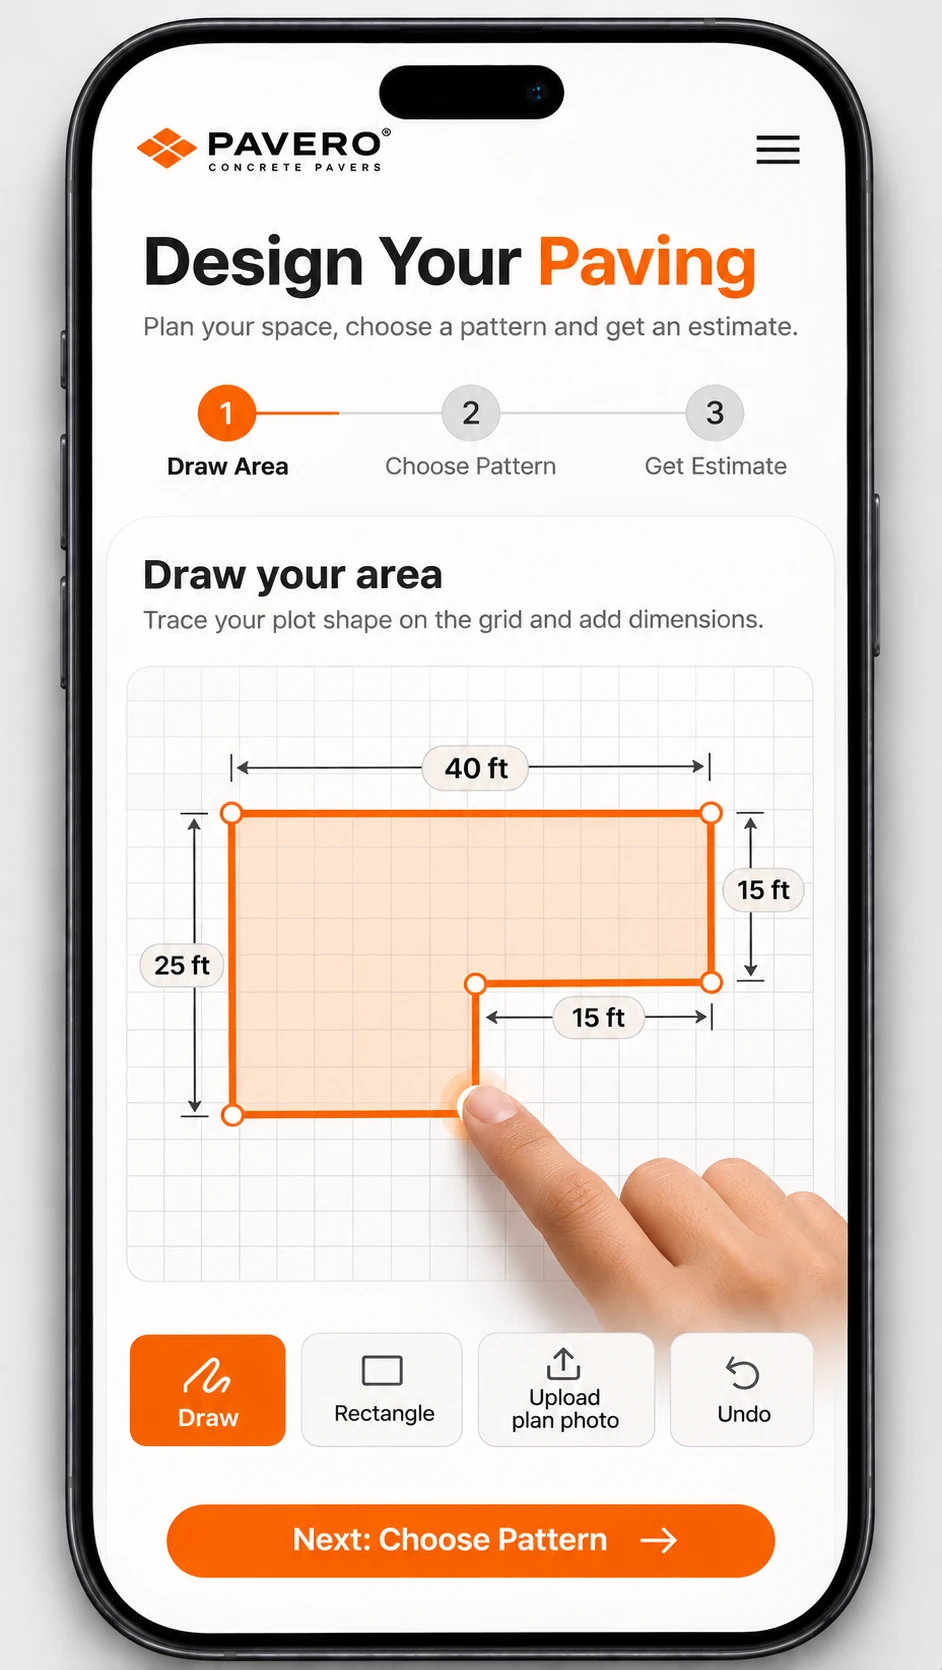 PAVERO®
CONCRETE PAVERS
Design Your Paving
Plan your space, choose a pattern and get an estimate.
1
2
3
Draw Area
Choose Pattern
Get Estimate
Draw your area
Trace your plot shape on the grid and add dimensions.
40 ft
15 ft
25 ft
15 ft
Draw
Rectangle
Upload
plan photo
Undo
Next: Choose Pattern →